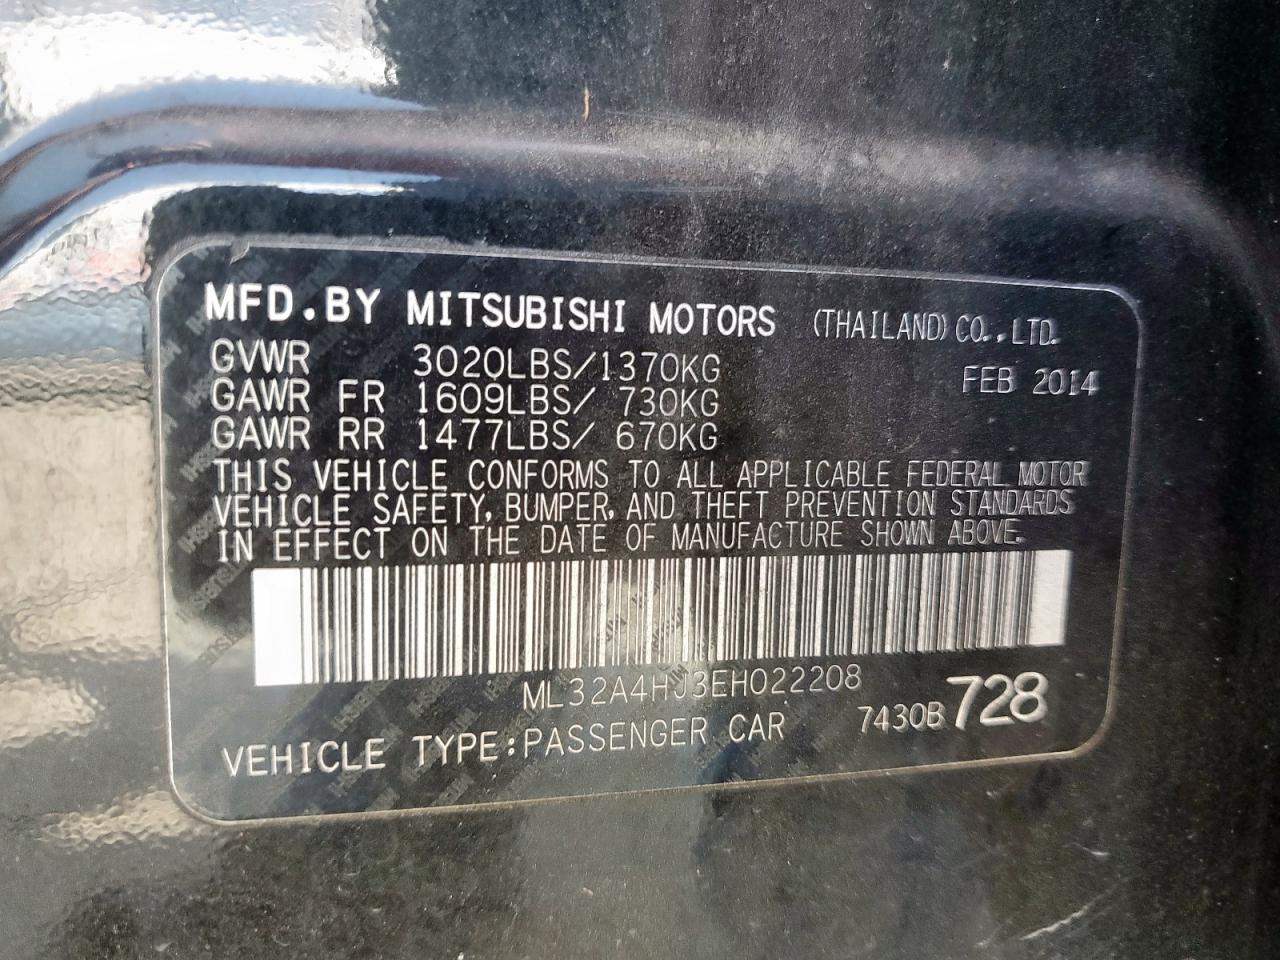 MFD.BY MITSUBISHI MOTORS (THAILAND) CO.,LTD.
GVWR 3020LBS/1370KG FEB 2014
GAWR FR 1609LBS/ 730KG
GAWR RR 1477LBS/ 670KG
THIS VEHICLE CONFORMS TO ALL APPLICABLE FEDERAL MOTOR
VEHICLE SAFETY, BUMPER, AND THEFT PREVENTION STANDARDS
IN EFFECT ON THE DATE OF MANUFACTURE SHOWN ABOVE.
ML32A4HJ3EH022208
VEHICLE TYPE:PASSENGER CAR 7430B 728